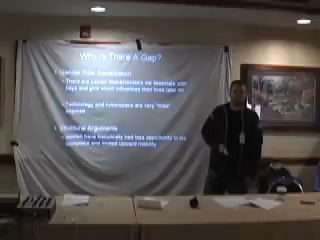 Why Is There A Gap?
Gender Role Socialization
There are certain characteristics we associate with
boys and girls which influences their lives later on
Technology and cyberspace are very "male"
Structural Arguments
women have historically had less opportunity in the
workplace and limited upward mobility